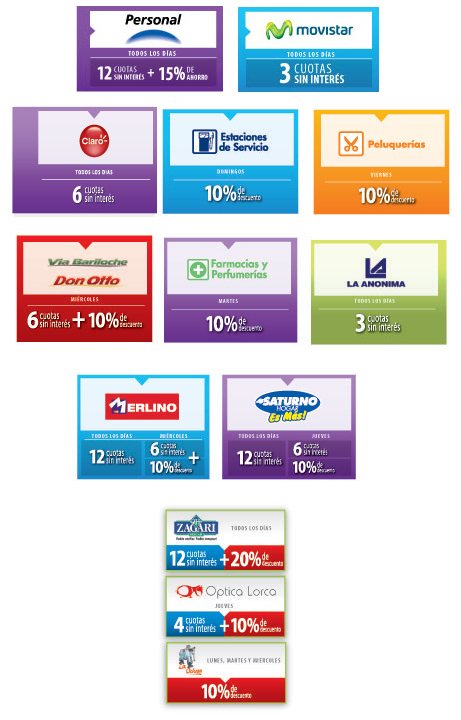 Personal
TODOS LOS DÍAS
12 CUOTAS SIN INTERÉS + 15% DE AHORRO
movistar
TODOS LOS DÍAS
3 CUOTAS SIN INTERÉS
Claro
TODOS LOS DIAS
6 cuotas sin interés
Estaciones de Servicio
DOMINGOS
10% de descuento
Peluquerías
VIERNES
10% de descuento
Via Bariloche
Don Otto
MIÉRCOLES
6 cuotas sin interés + 10% de descuento
Farmacias y Perfumerías
MARTES
10% de descuento
LA ANONIMA
TODOS LOS DÍAS
3 cuotas sin interés
MERLINO
TODOS LOS DÍAS
12 cuotas sin interés
MIÉRCOLES
6 cuotas sin interés +
10% de descuento
SATURNO
HOGAR
Es Más!
TODOS LOS DÍAS
12 cuotas sin interés
JUEVES
6 cuotas sin interés
10% de descuento
ZAGARI
TODOS LOS DÍAS
12 cuotas sin interés + 20% de descuento
Optica Lorca
JUEVES
4 cuotas sin interés + 10% de descuento
LUNES, MARTES Y MIÉRCOLES
10% de descuento